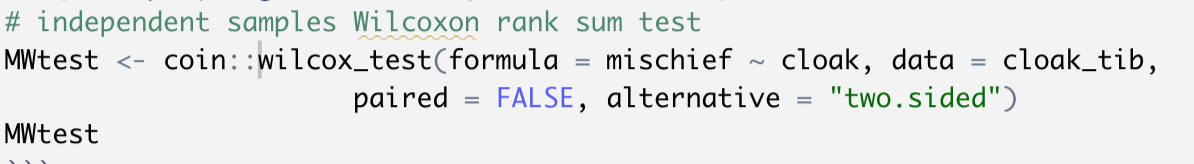 # independent samples Wilcoxon rank sum test
MWtest <- coin::wilcox_test(formula = mischief ~ cloak, data = cloak_tib,
paired = FALSE, alternative = "two.sided")
MWtest
```